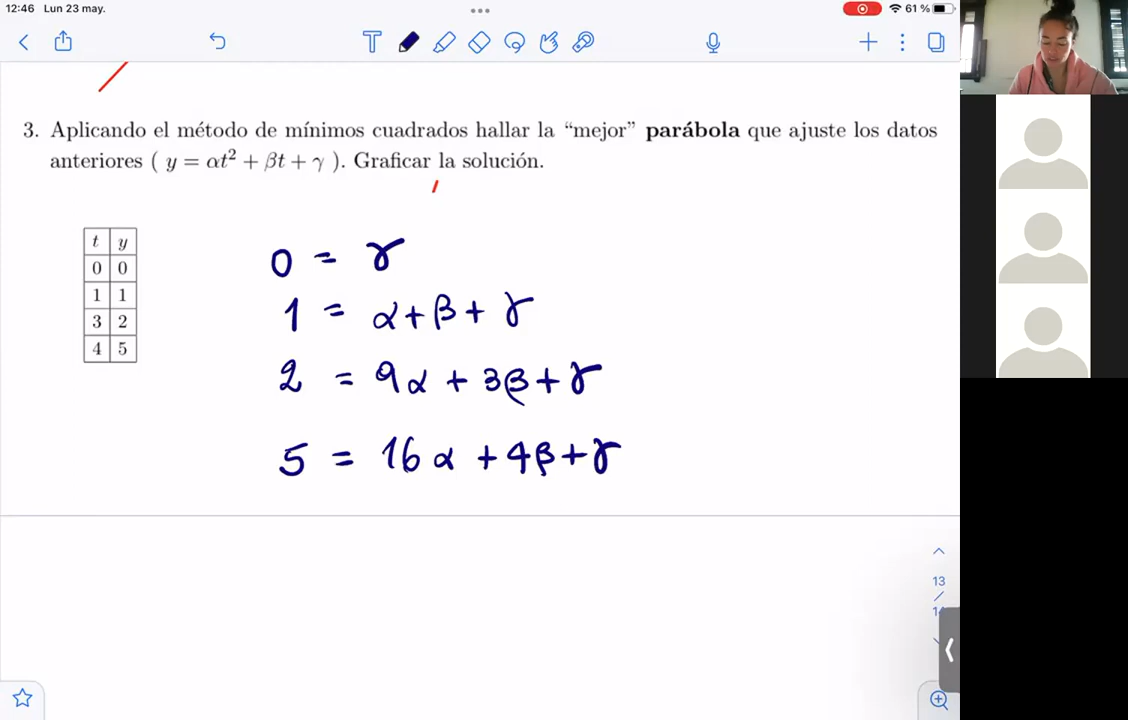 12:46 Lun 23 may.
61 %
3. Aplicando el método de mínimos cuadrados hallar la “mejor” parábola que ajuste los datos
anteriores ( y = αt² + βt + γ ). Graficar la solución.
t y
0 0
1 1
3 2
4 5
0 = γ
1 = α + β + γ
2 = 9α + 3β + γ
5 = 16α + 4β + γ
13
/